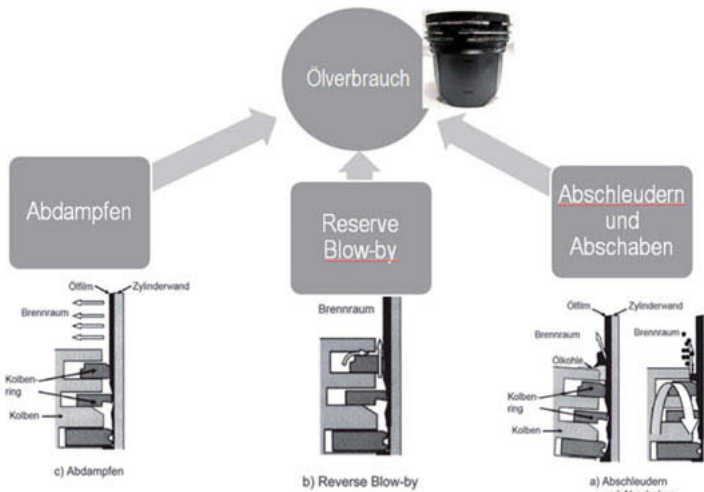 Ölverbrauch
Abdampfen
Reserve
Blow-by
Abschleudern
und
Abschaben
Ölfilm
Zylinderwand
Brennraum
Kolben-
ring
Kolben
c) Abdampfen
Brennraum
b) Reverse Blow-by
Ölfilm
Zylinderwand
Brennraum
Brennraum
Ölkohle
Kolben-
ring
Kolben
a) Abschleudern